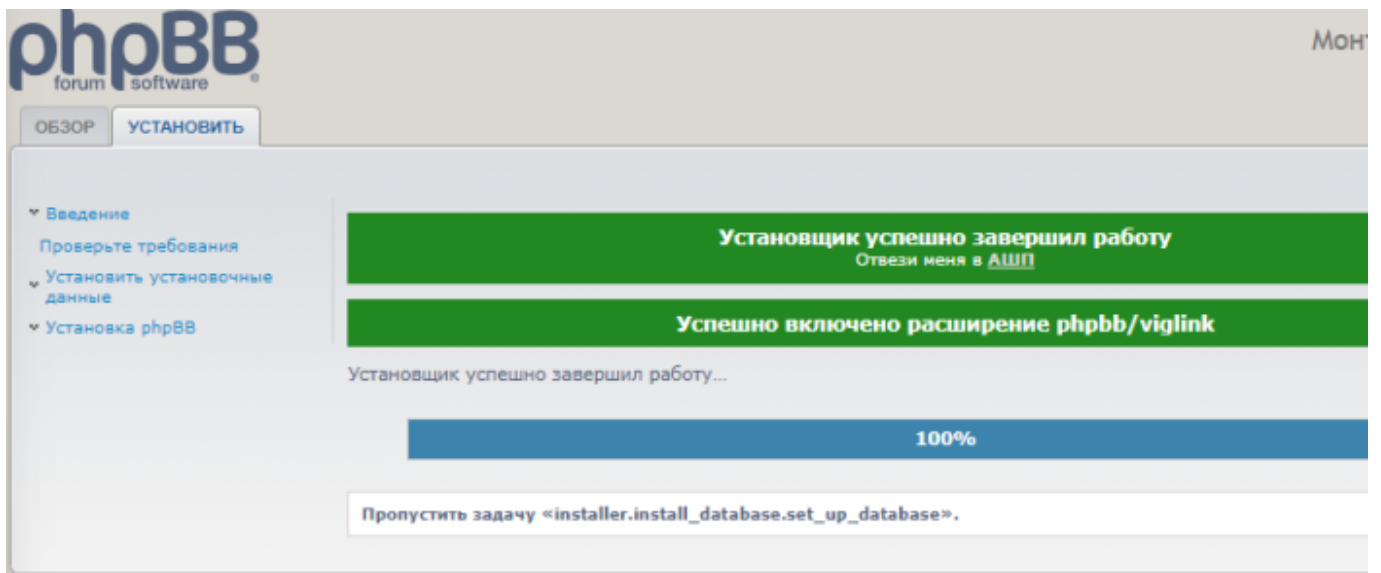 phpBB
forum software ®
Мон
ОБЗОР УСТАНОВИТЬ
Введение
Проверьте требования
Установить установочные
данные
Установка phpBB
Установщик успешно завершил работу
Отвези меня в АШП
Успешно включено расширение phpbb/viglink
Установщик успешно завершил работу...
100%
Пропустить задачу «installer.install_database.set_up_database».